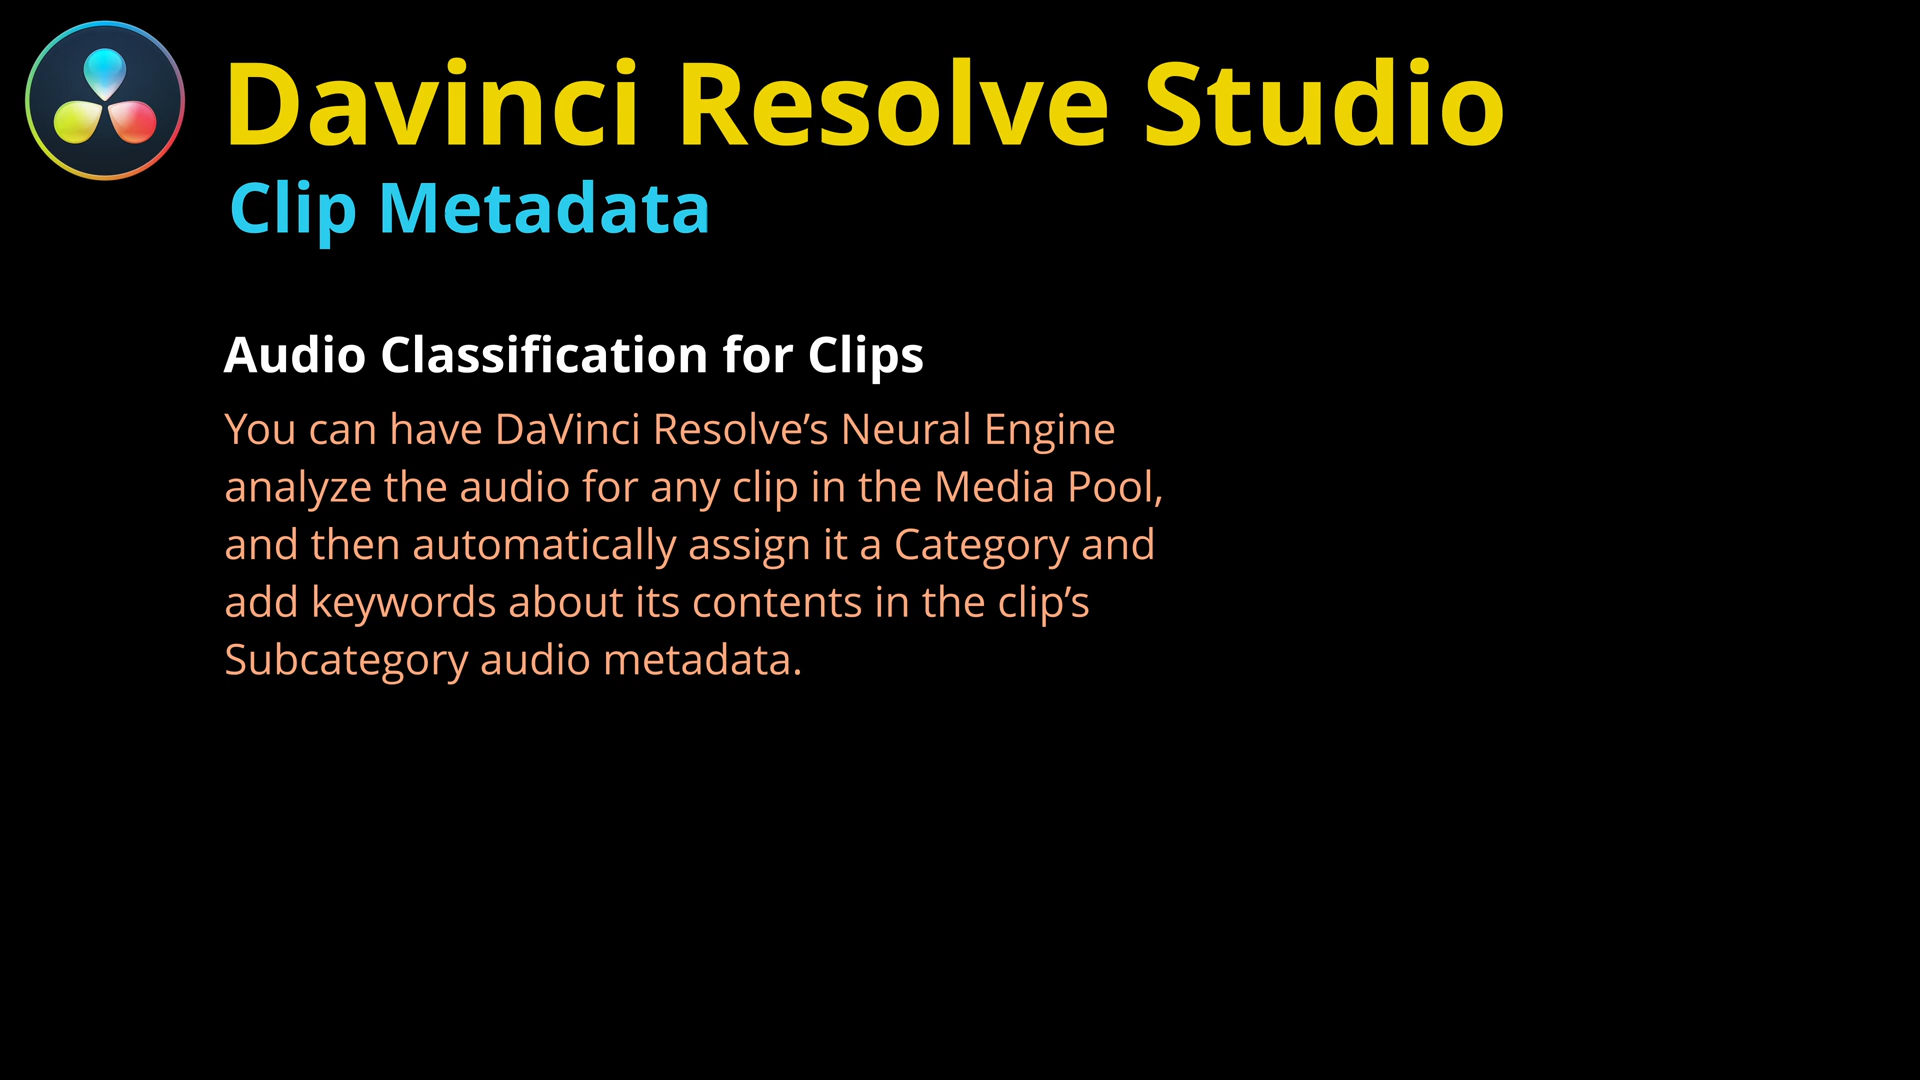 Davinci Resolve Studio
Clip Metadata
Audio Classification for Clips
You can have DaVinci Resolve’s Neural Engine
analyze the audio for any clip in the Media Pool,
and then automatically assign it a Category and
add keywords about its contents in the clip’s
Subcategory audio metadata.